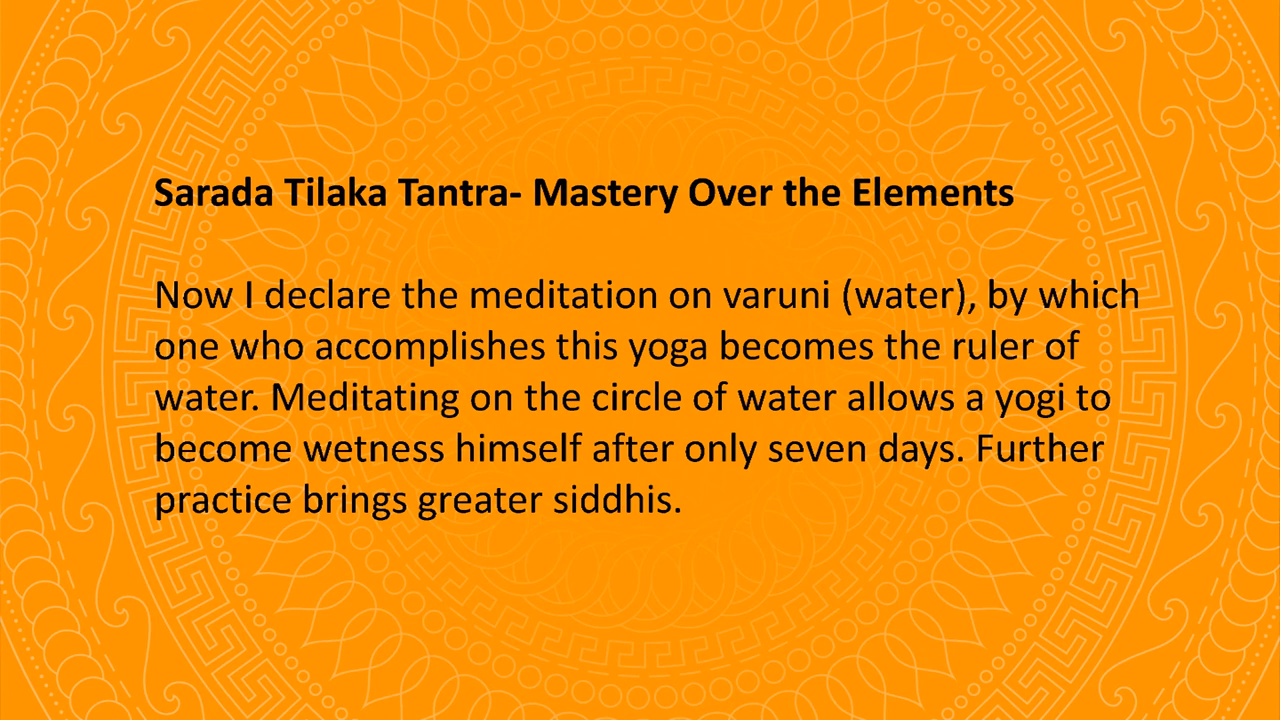 Sarada Tilaka Tantra- Mastery Over the Elements
Now I declare the meditation on varuni (water), by which
one who accomplishes this yoga becomes the ruler of
water. Meditating on the circle of water allows a yogi to
become wetness himself after only seven days. Further
practice brings greater siddhis.